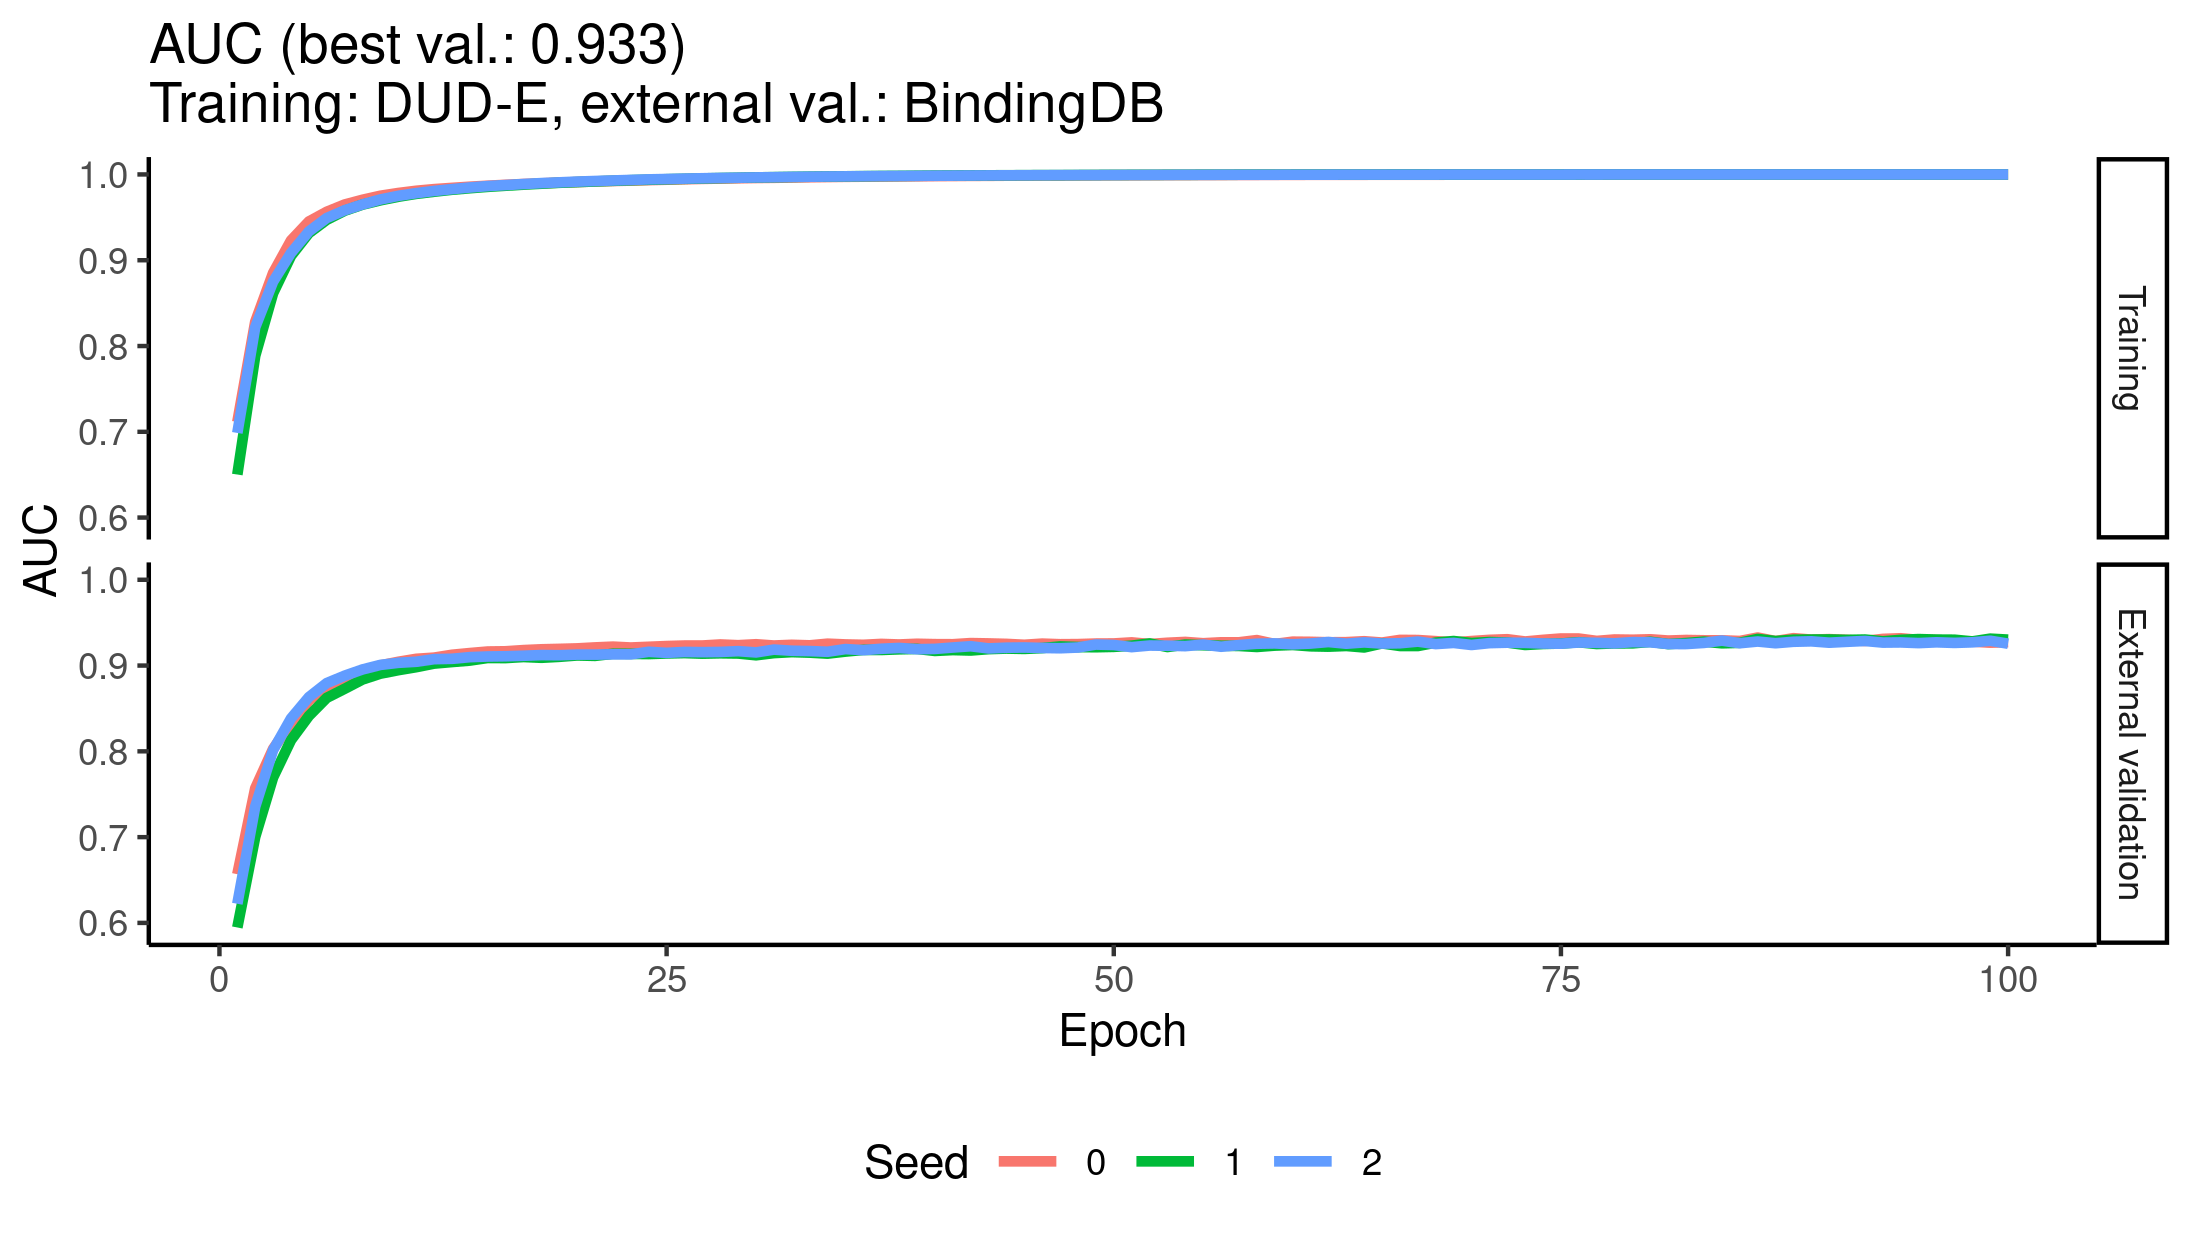 AUC (best val.: 0.933)
Training: DUD-E, external val.: BindingDB
AUC
1.0
0.9
0.8
0.7
0.6
Training
1.0
0.9
0.8
0.7
0.6
External validation
0 25 50 75 100
Epoch
Seed 0 1 2